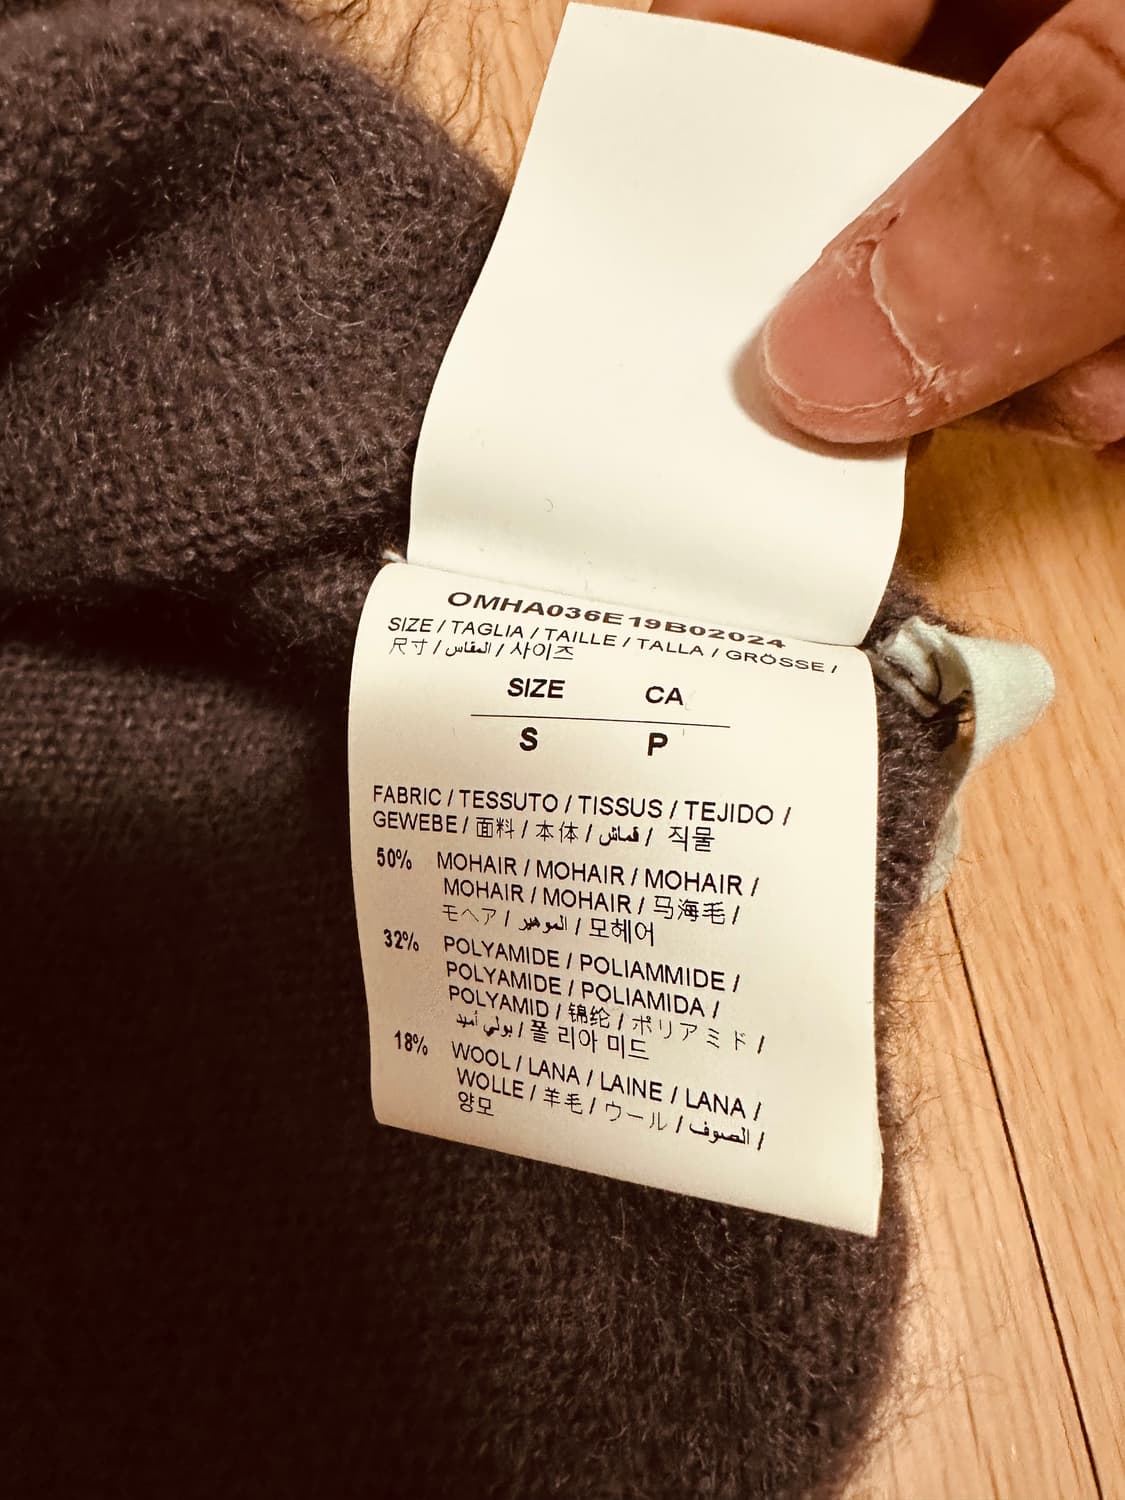 OMHA036E19B02024
SIZE / TAGLIA / TAILLE / TALLA / GRÖSSE /
尺寸 / المقاس / 사이즈
SIZE CA
S P
FABRIC / TESSUTO / TISSUS / TEJIDO /
GEWEBE / 面料 / 本体 / قماش / 직물
50% MOHAIR / MOHAIR / MOHAIR /
MOHAIR / MOHAIR / 马海毛 /
モヘア / الموهير / 모헤어
32% POLYAMIDE / POLIAMMIDE /
POLYAMIDE / POLIAMIDA /
POLYAMID / 锦纶 / ポリアミド /
بولي أميد / 폴 리아 미드
18% WOOL / LANA / LAINE / LANA /
WOLLE / 羊毛 / ウール / الصوف /
양모